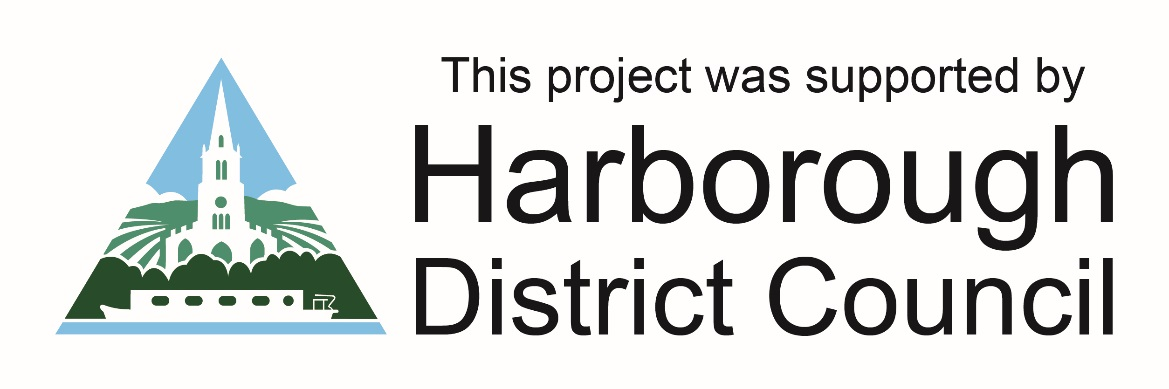 This project was supported by
Harborough
District Council